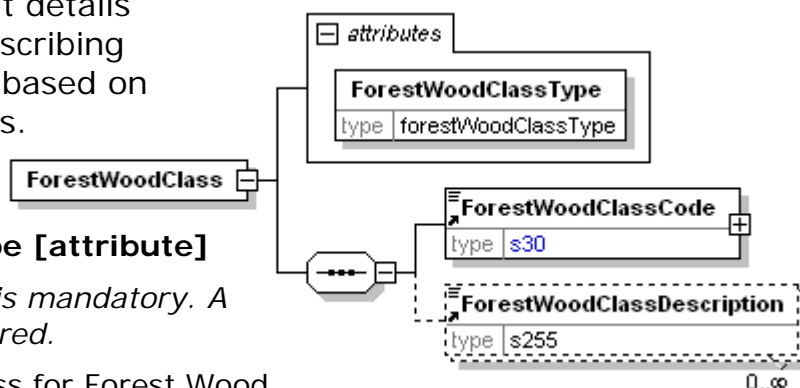 t details
scribing
based on
s.
attributes
ForestWoodClassType
type forestWoodClassType
ForestWoodClass
ForestWoodClassCode
type s30
ForestWoodClassDescription
type s255
0..∞
pe [attribute]
is mandatory. A
red.
ss for Forest Wood